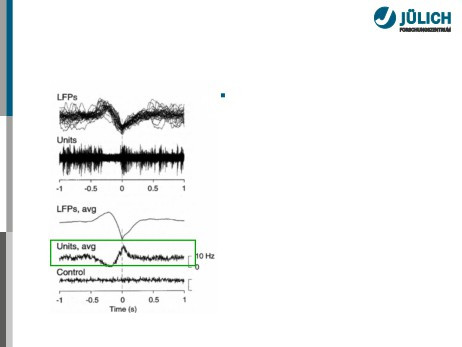 JÜLICH
FORSCHUNGSZENTRUM
LFPs
Units
-1 -0.5 0 0.5 1
LFPs, avg
Units, avg
10 Hz
0
Control
-1 -0.5 0 0.5 1
Time (s)